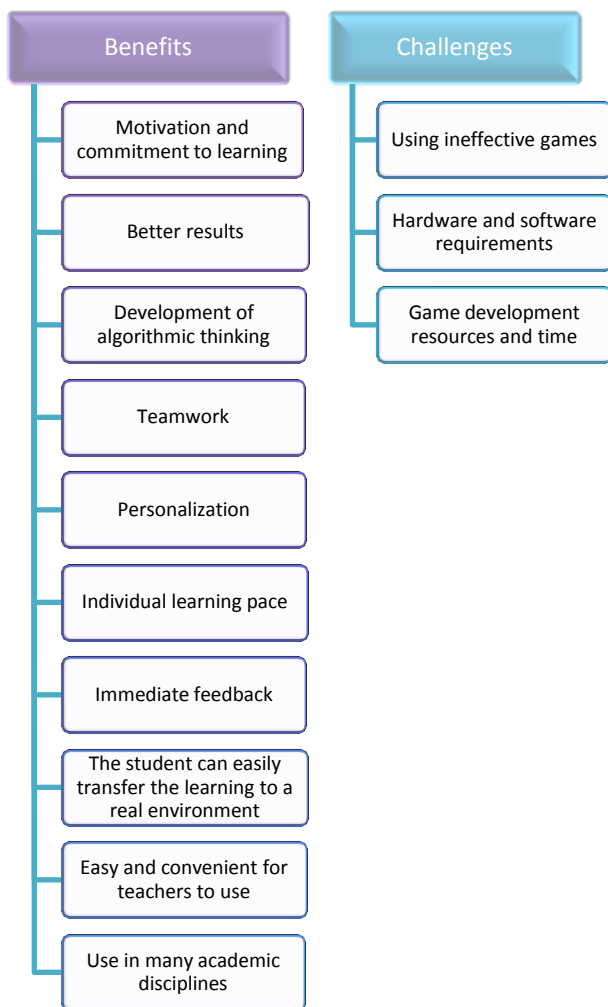 Benefits
Motivation and
commitment to learning
Better results
Development of
algorithmic thinking
Teamwork
Personalization
Individual learning pace
Immediate feedback
The student can easily
transfer the learning to a
real environment
Easy and convenient for
teachers to use
Use in many academic
disciplines
Challenges
Using ineffective games
Hardware and software
requirements
Game development
resources and time